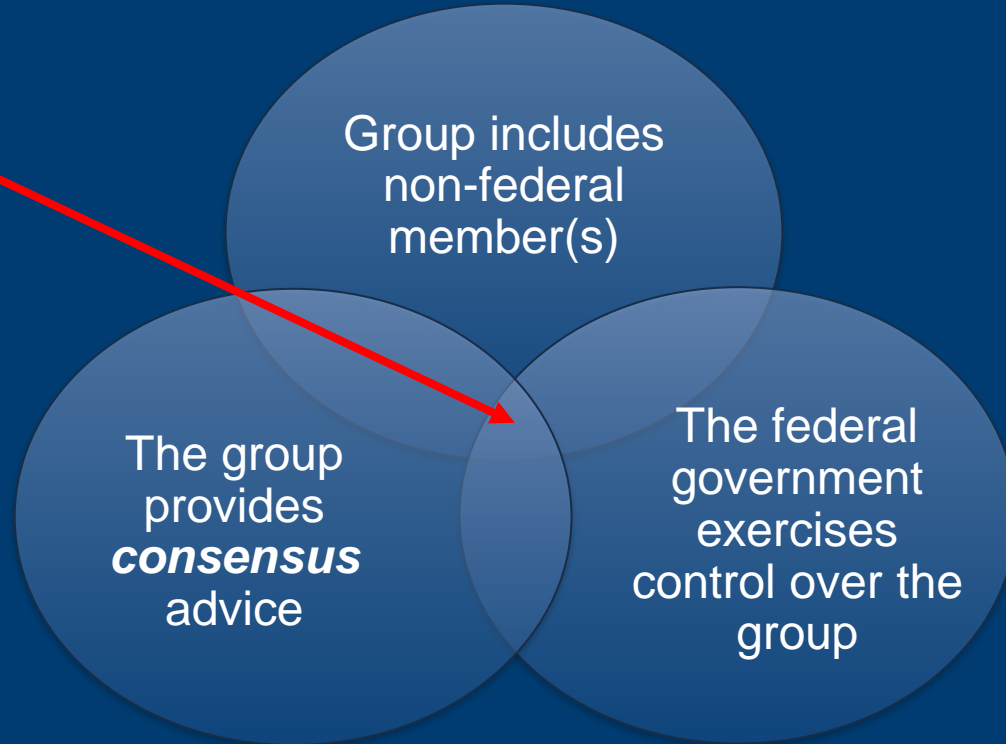 Group includes
non-federal
member(s)
The group
provides
consensus
advice
The federal
government
exercises
control over the
group